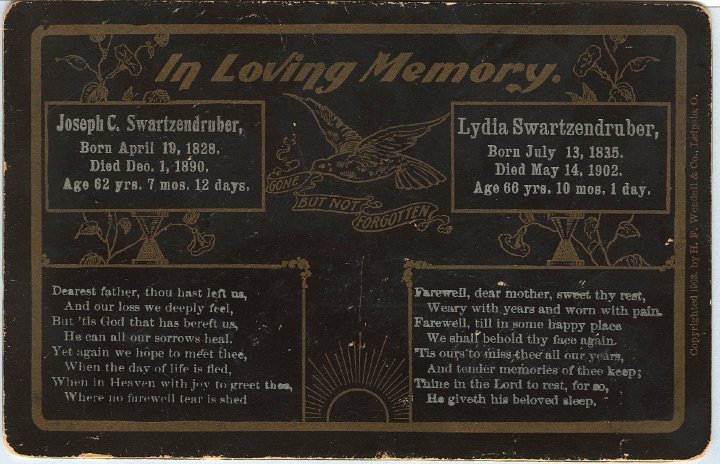 In Loving Memory.
Joseph C. Swartzendruber,
Born April 19, 1828.
Died Dec. 1, 1890.
Age 62 yrs. 7 mos. 12 days.
Lydia Swartzendruber,
Born July 13, 1835.
Died May 14, 1902.
Age 66 yrs. 10 mos. 1 day.
GONE
BUT NOT
FORGOTTEN
Dearest father, thou hast left us,
And our loss we deeply feel,
But 'tis God that has bereft us,
He can all our sorrows heal.
Yet again we hope to meet thee,
When the day of life is fled,
When in Heaven with joy to greet thee,
Where no farewell tear is shed
Farewell, dear mother, sweet thy rest,
Weary with years and worn with pain.
Farewell, till in some happy place
We shall behold thy face again.
'Tis ours to miss thee all our years,
And tender memories of thee keep;
Thine in the Lord to rest, for so,
He giveth his beloved sleep.
Copyrighted by H. F. Wendell & Co., Leipsic, O.